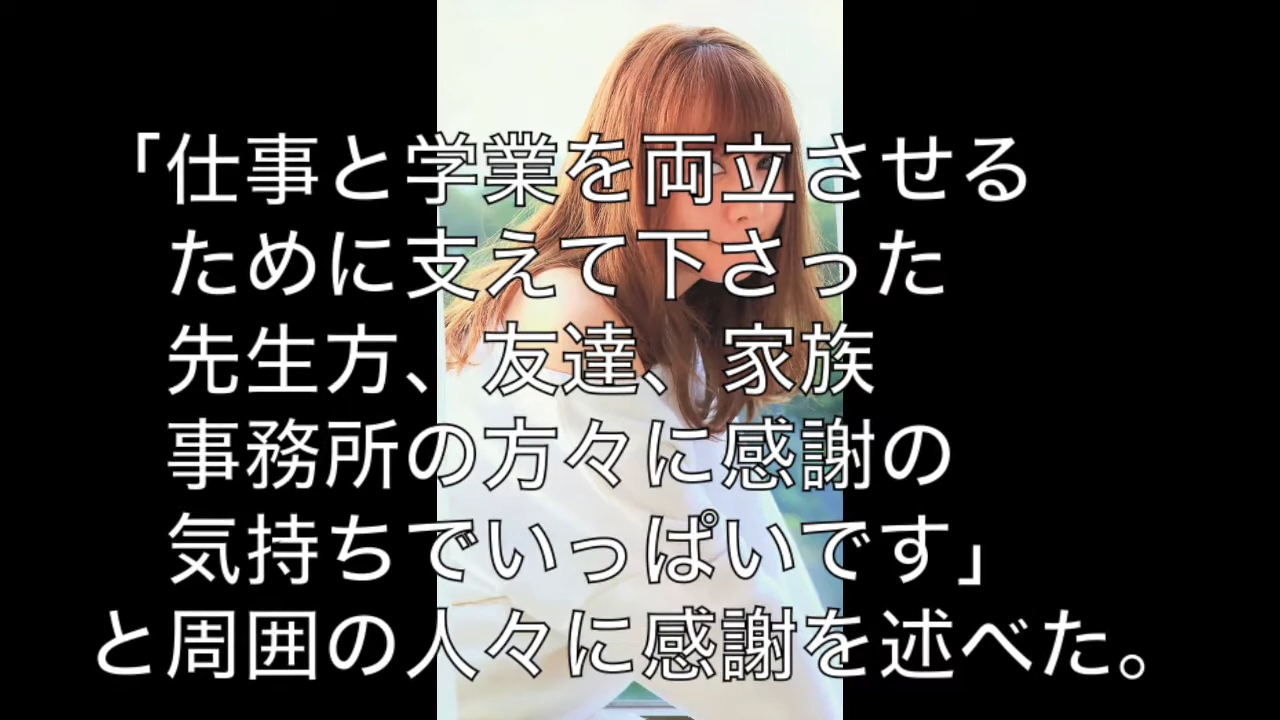 「仕事と学業を両立させる
ために支えて下さった
先生方、友達、家族
事務所の方々に感謝の
気持ちでいっぱいです」
と周囲の人々に感謝を述べた。